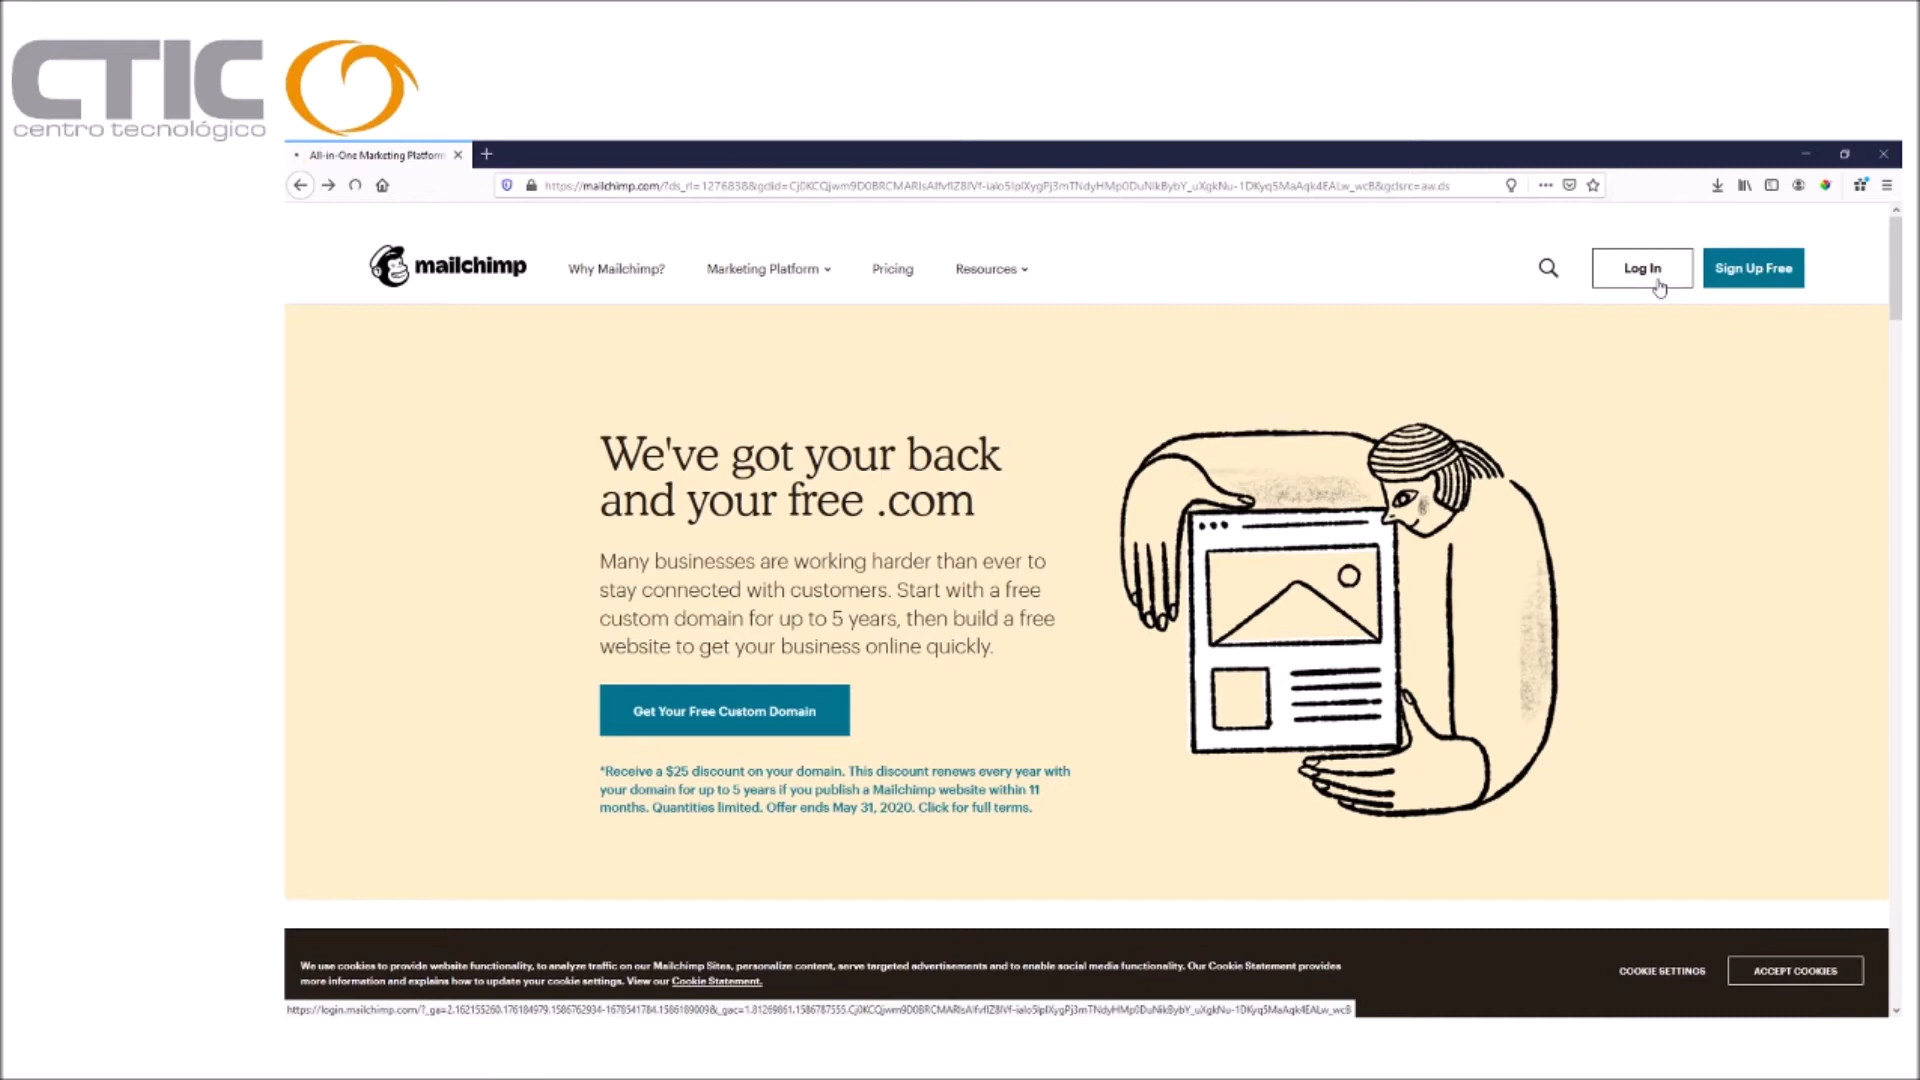 CTIC
centro tecnológico
All-in-One Marketing Platform
mailchimp
Why Mailchimp?
Marketing Platform
Pricing
Resources
Log In
Sign Up Free
We've got your back
and your free .com
Many businesses are working harder than ever to
stay connected with customers. Start with a free
custom domain for up to 5 years, then build a free
website to get your business online quickly.
Get Your Free Custom Domain
*Receive a $25 discount on your domain. This discount renews every year with
your domain for up to 5 years if you publish a Mailchimp website within 11
months. Quantities limited. Offer ends May 31, 2020. Click for full terms.
We use cookies to provide website functionality, to analyze traffic on our Mailchimp Sites, personalize content, serve targeted advertisements and to enable social media functionality. Our Cookie Statement provides
more information and explains how to update your cookie settings. View our Cookie Statement.
COOKIE SETTINGS
ACCEPT COOKIES